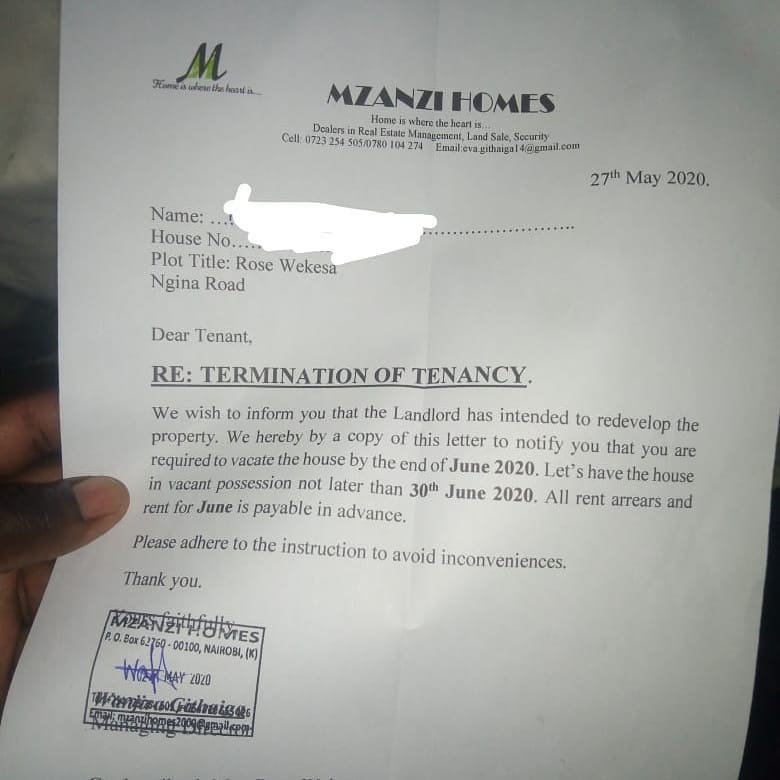 M
Home is where the heart is...
MZANZI HOMES
Home is where the heart is...
Dealers in Real Estate Management, Land Sale, Security
Cell: 0723 254 505/0780 104 274 Email:eva.githaiga14@gmail.com
27th May 2020.
Name: ...
House No.....
Plot Title: Rose Wekesa
Ngina Road
Dear Tenant,
RE: TERMINATION OF TENANCY.
We wish to inform you that the Landlord has intended to redevelop the
property. We hereby by a copy of this letter to notify you that you are
required to vacate the house by the end of June 2020. Let's have the house
in vacant possession not later than 30th June 2020. All rent arrears and
rent for June is payable in advance.
Please adhere to the instruction to avoid inconveniences.
Thank you.
Yours faithfully
MZANZI HOMES
P. O. Box 62760 - 00100, NAIROBI, (K)
MAY 2020
Wanjiru Githaiga
Email: mzanzihomes2009@gmail.com
Managing Director